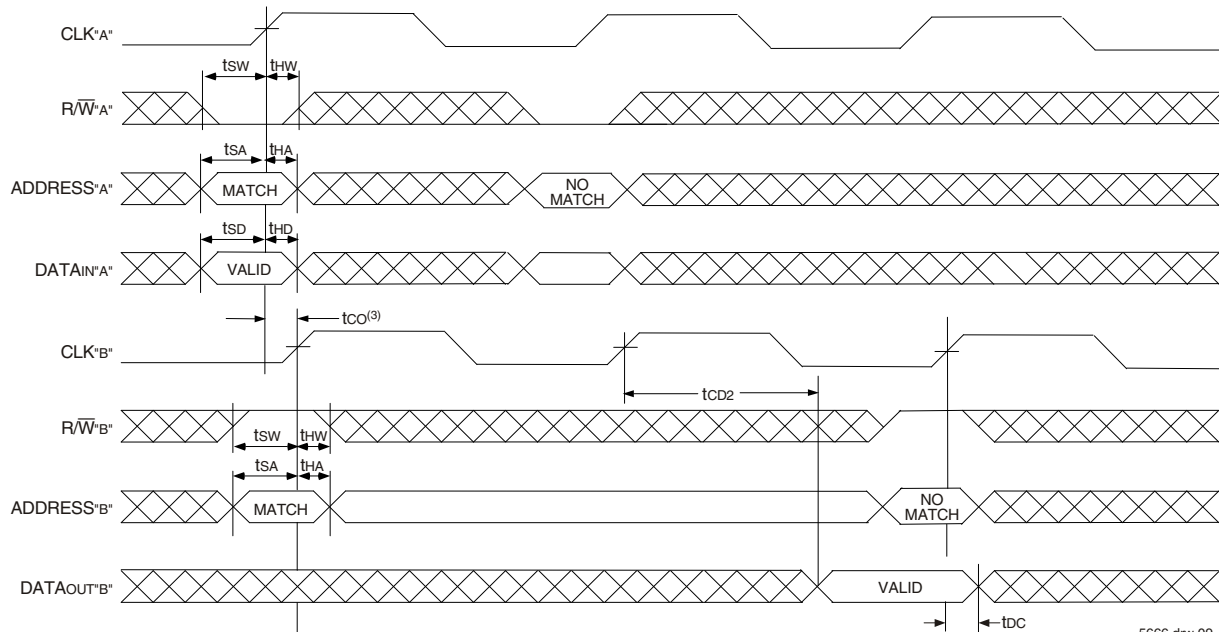 CLK"A"
tSW tHW
R/W̅"A"
tSA tHA
ADDRESS"A" MATCH NO MATCH
tSD tHD
DATAIN"A" VALID
tCO(3)
CLK"B"
tCD2
R/W̅"B"
tSW tHW
tSA tHA
ADDRESS"B" MATCH NO MATCH
DATAOUT"B" VALID
tDC